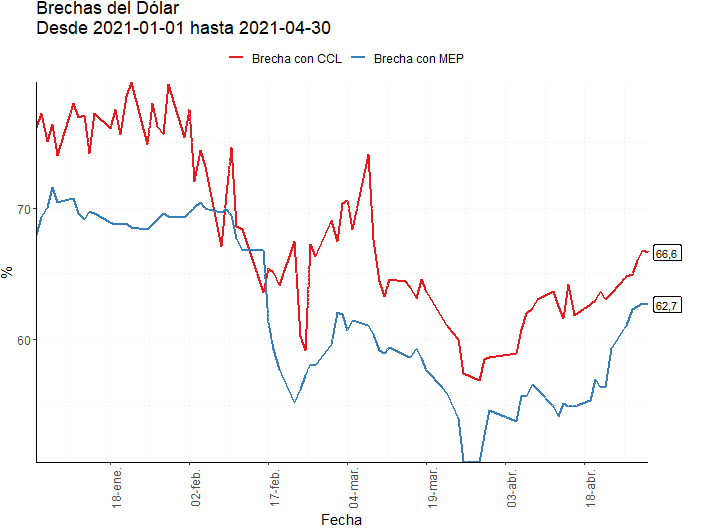 Brechas del Dólar
Desde 2021-01-01 hasta 2021-04-30
Brecha con CCL
Brecha con MEP
%
70
60
66,6
62,7
18-ene.
02-feb.
17-feb.
04-mar.
19-mar.
03-abr.
18-abr.
Fecha